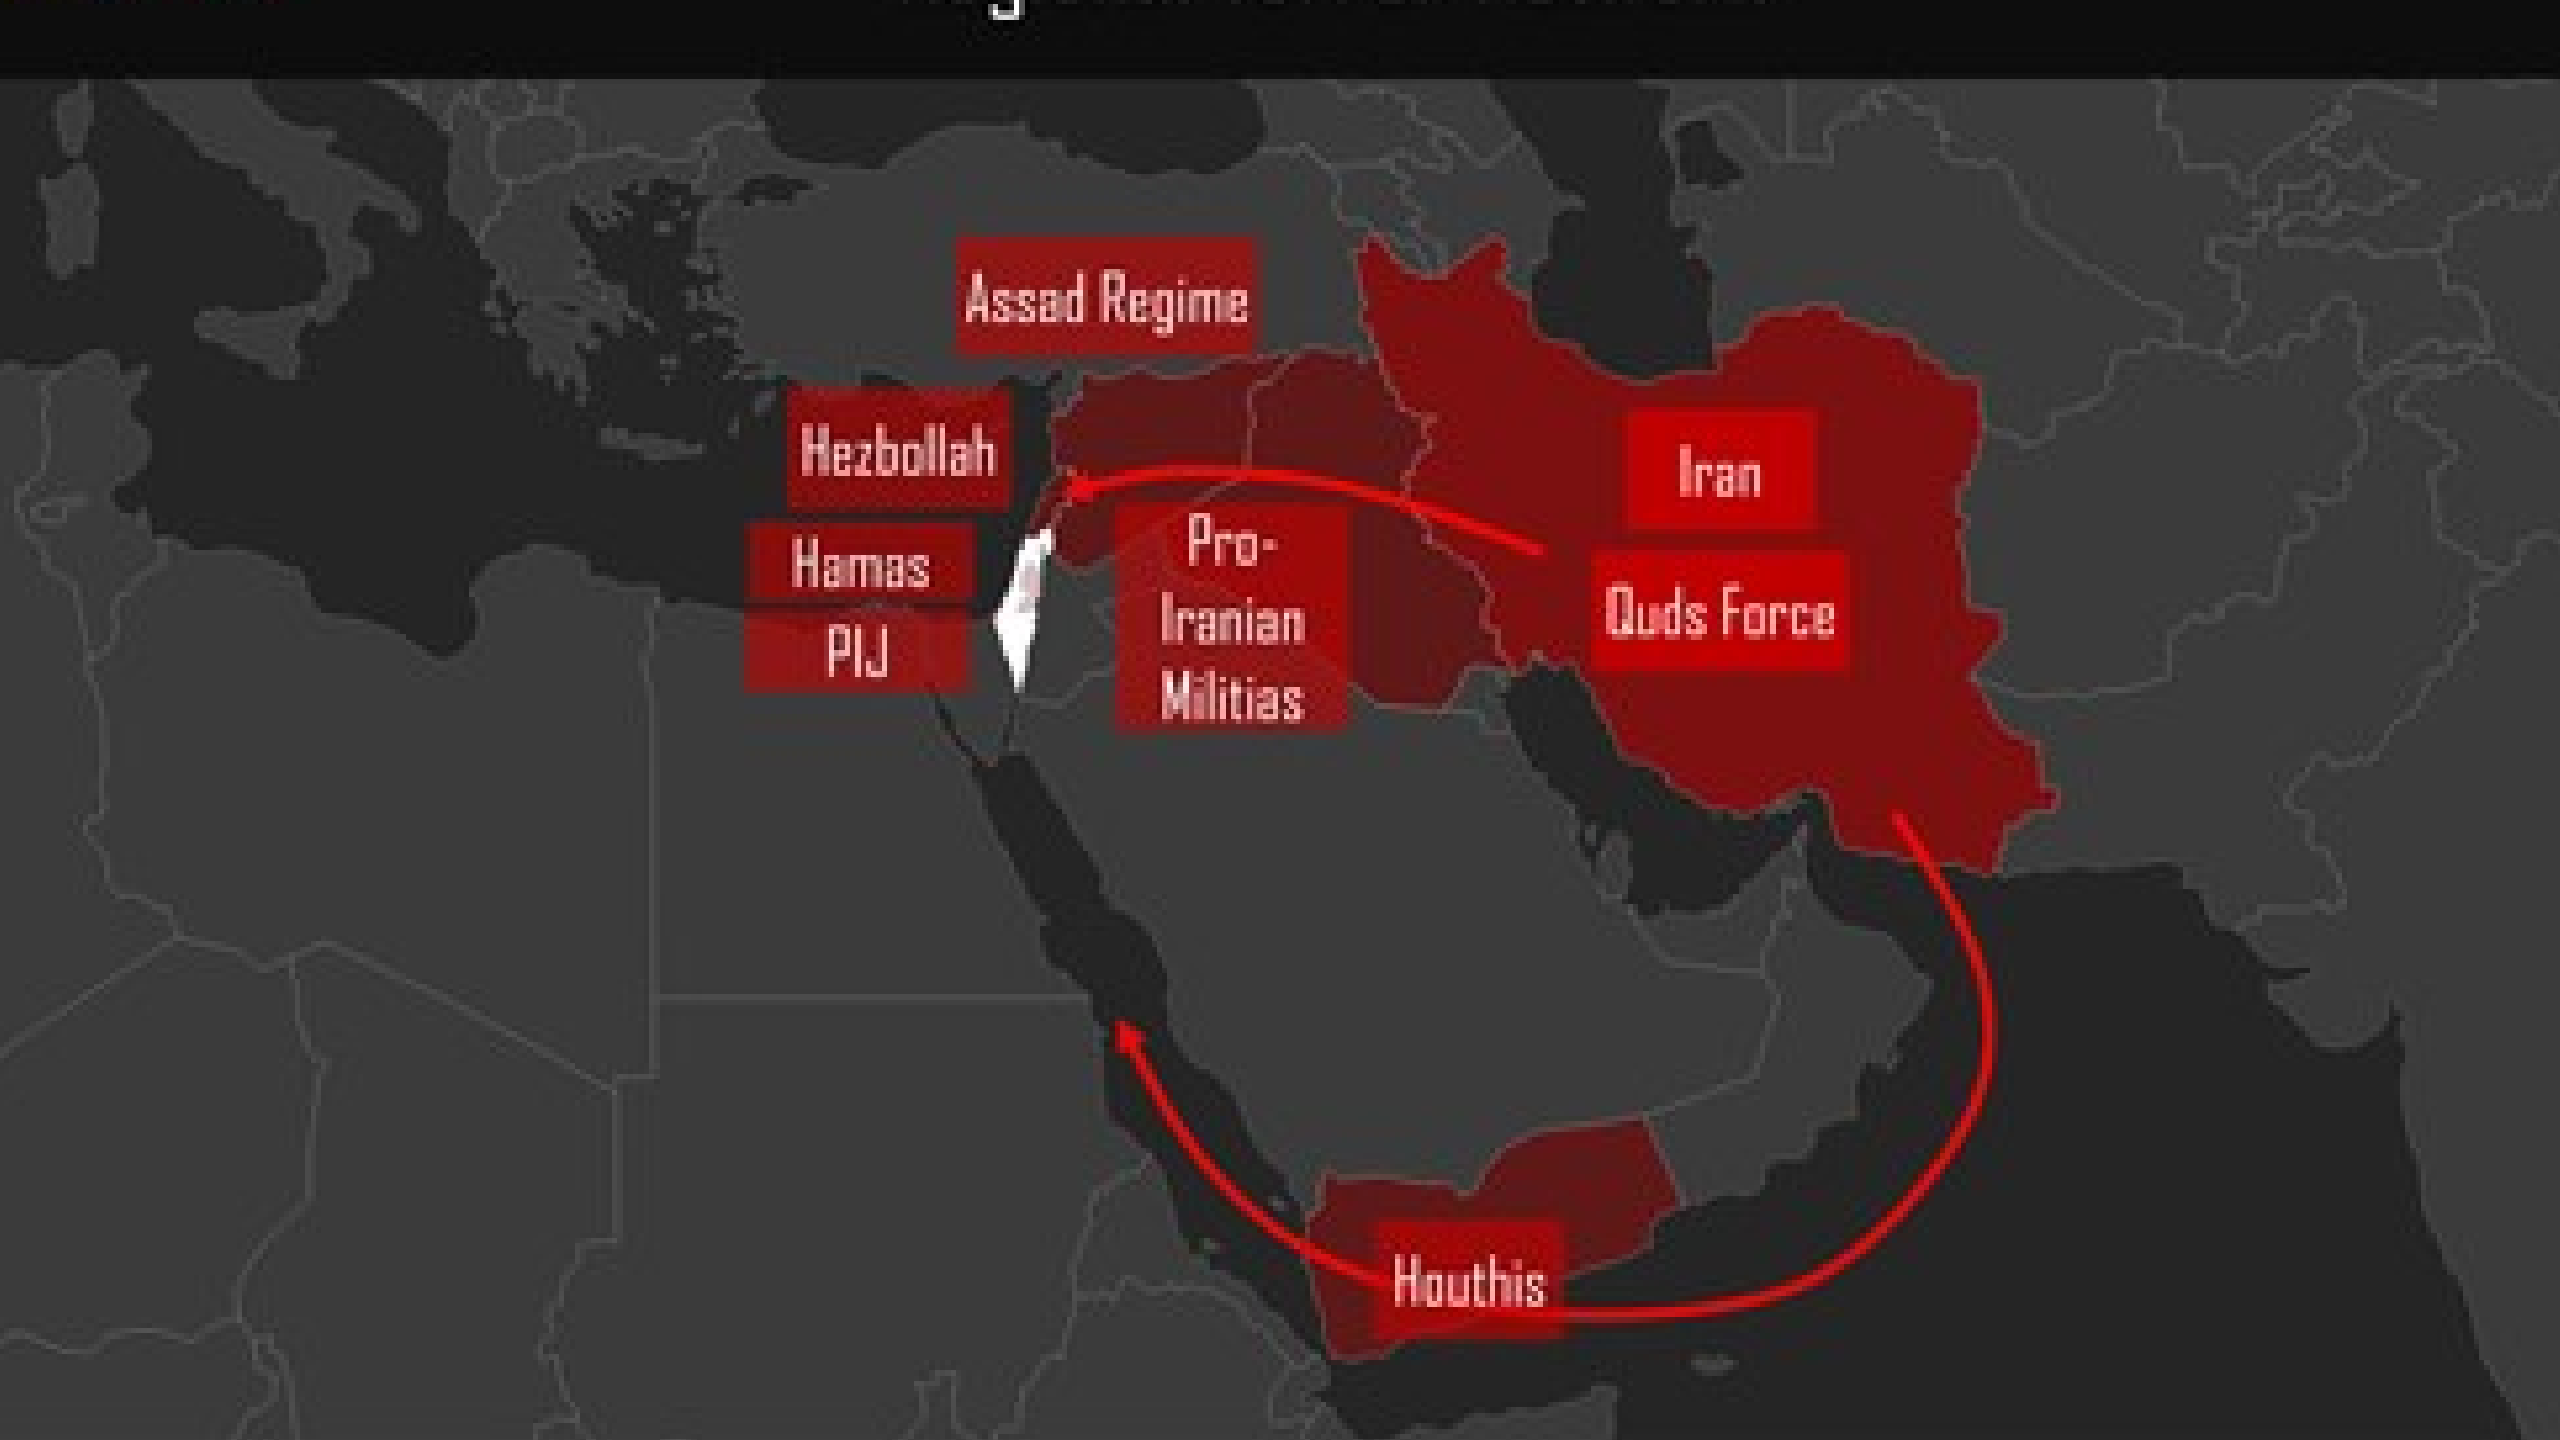 Assad Regime
Hezbollah
Iran
Hamas
Quds Force
PIJ
Pro-
Iranian
Militias
Houthis